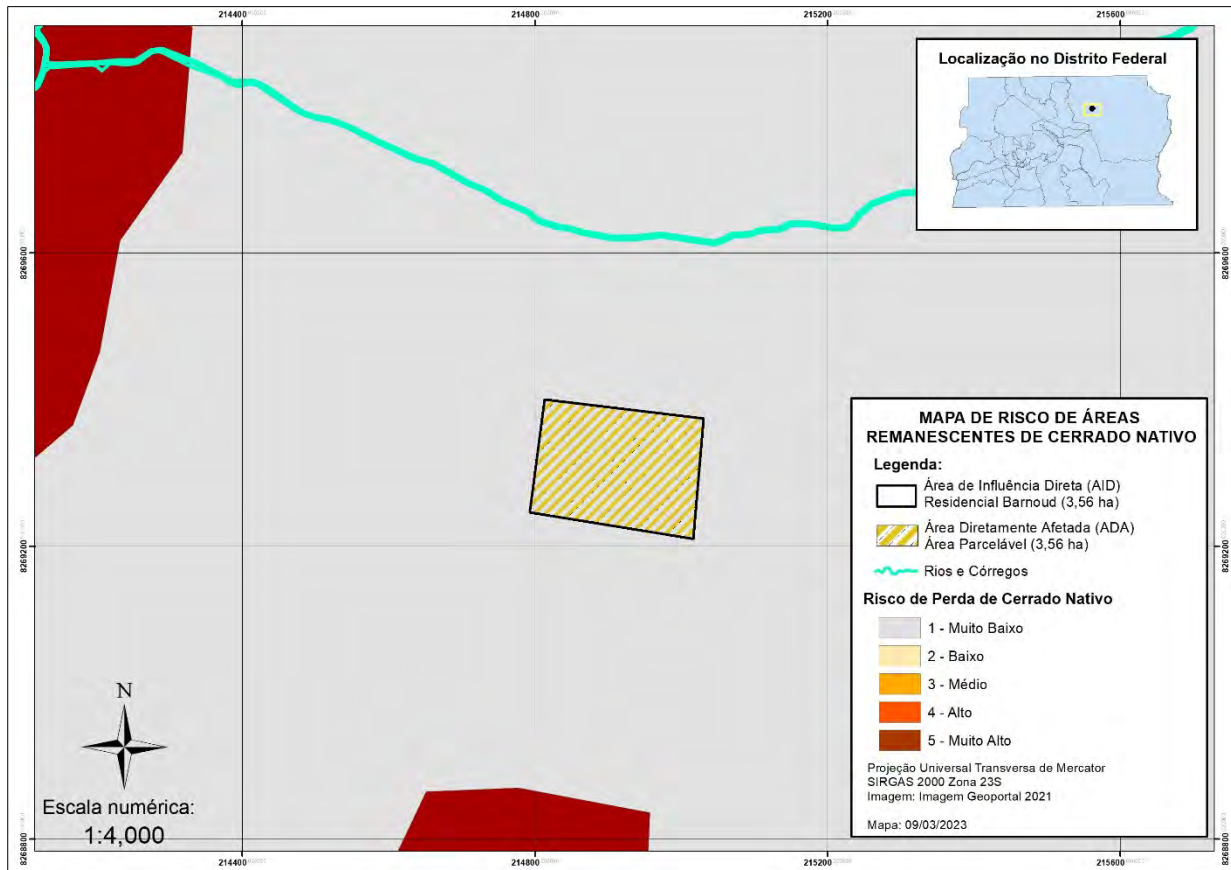 214400 214800 215200 215600
Localização no Distrito Federal
8269600 8269600
MAPA DE RISCO DE ÁREAS
REMANESCENTES DE CERRADO NATIVO
Legenda:
Área de Influência Direta (AID)
Residencial Barnoud (3,56 ha)
Área Diretamente Afetada (ADA)
Área Parcelável (3,56 ha)
Rios e Córregos
8269200 8269200
Risco de Perda de Cerrado Nativo
1 - Muito Baixo
2 - Baixo
3 - Médio
4 - Alto
5 - Muito Alto
Projeção Universal Transversa de Mercator
SIRGAS 2000 Zona 23S
Imagem: Imagem Geoportal 2021
Mapa: 09/03/2023
N
Escala numérica:
1:4,000
8268800 8268800
214400 214800 215200 215600